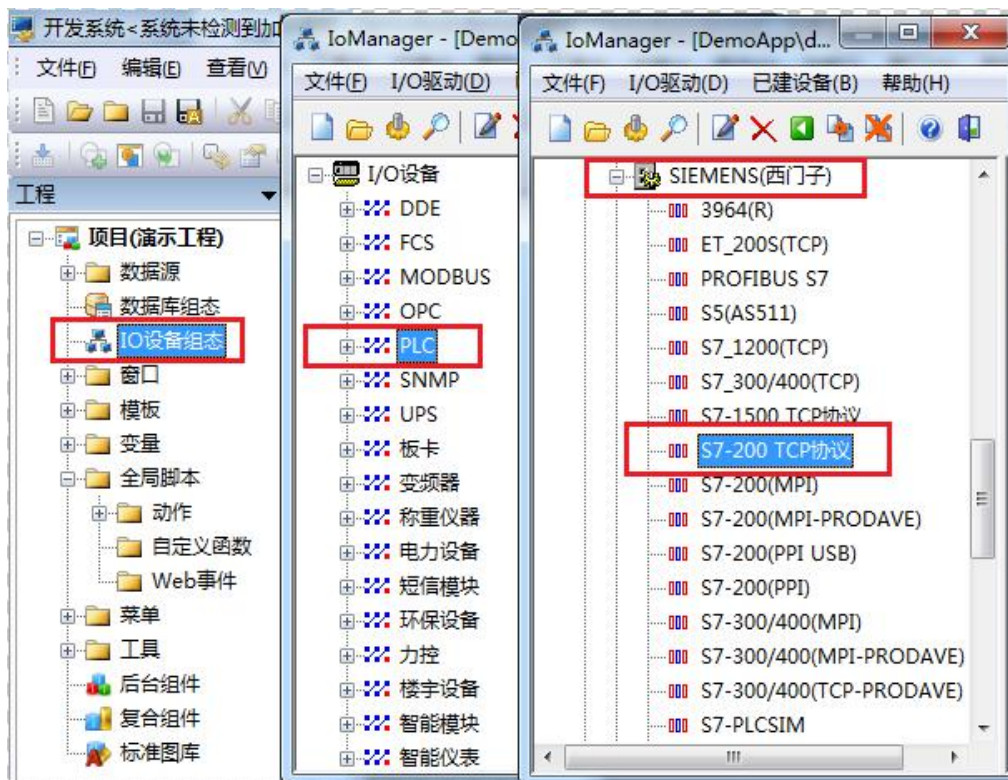 开发系统<系统未检测到加
文件(F) 编辑(E) 查看(V)
工程
项目(演示工程)
数据源
数据库组态
IO设备组态
窗口
模板
变量
全局脚本
动作
自定义函数
Web事件
菜单
工具
后台组件
复合组件
标准图库
IoManager - [Demo
文件(F) I/O驱动(D)
I/O设备
DDE
FCS
MODBUS
OPC
PLC
SNMP
UPS
板卡
变频器
称重仪器
电力设备
短信模块
环保设备
力控
楼宇设备
智能模块
智能仪表
IoManager - [DemoApp\d...
文件(F) I/O驱动(D) 已建设备(B) 帮助(H)
SIEMENS(西门子)
3964(R)
ET_200S(TCP)
PROFIBUS S7
S5(AS511)
S7_1200(TCP)
S7_300/400(TCP)
S7-1500 TCP协议
S7-200 TCP协议
S7-200(MPI)
S7-200(MPI-PRODAVE)
S7-200(PPI USB)
S7-200(PPI)
S7-300/400(MPI)
S7-300/400(MPI-PRODAVE)
S7-300/400(TCP-PRODAVE)
S7-PLCSIM